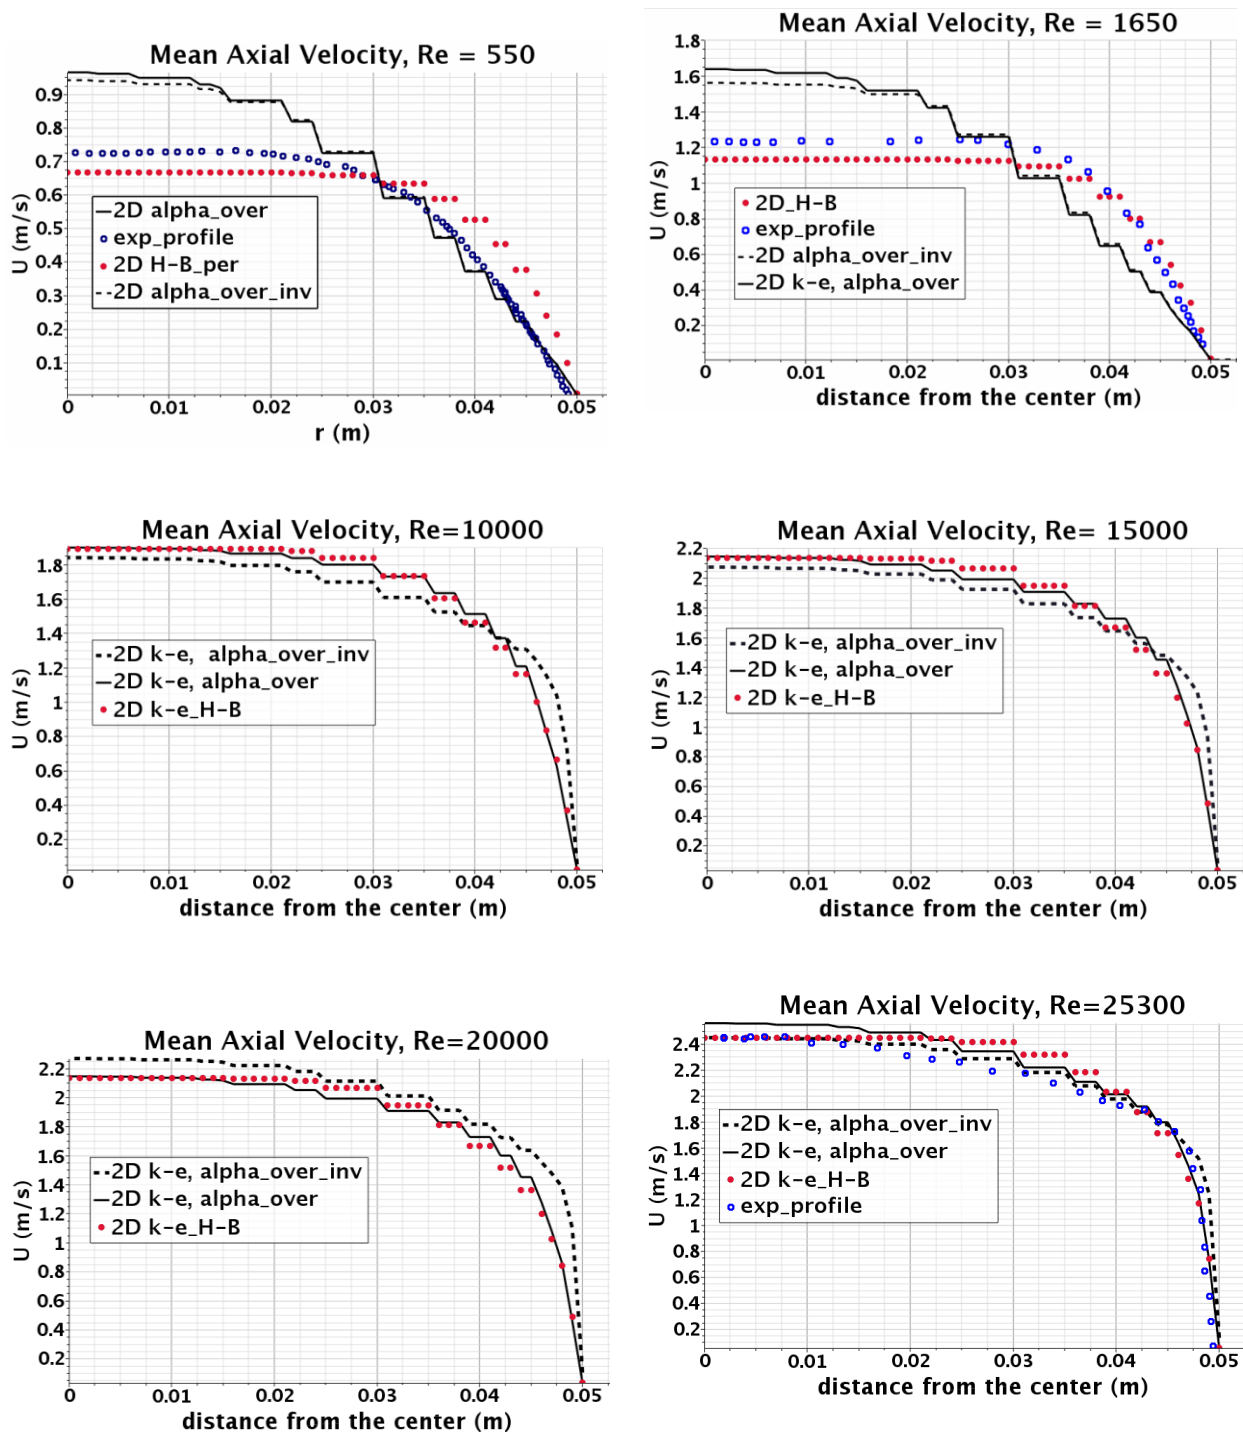 Mean Axial Velocity, Re = 550
U (m/s)
0.9
0.8
0.7
0.6
0.5
0.4
0.3
0.2
0.1
2D alpha_over
exp_profile
2D H-B_per
2D alpha_over_inv
0 0.01 0.02 0.03 0.04 0.05
r (m)
Mean Axial Velocity, Re = 1650
U (m/s)
1.8
1.6
1.4
1.2
1
0.8
0.6
0.4
0.2
2D_H-B
exp_profile
2D alpha_over_inv
2D k-e, alpha_over
0 0.01 0.02 0.03 0.04 0.05
distance from the center (m)
Mean Axial Velocity, Re=10000
U (m/s)
1.8
1.6
1.4
1.2
1
0.8
0.6
0.4
0.2
2D k-e, alpha_over_inv
2D k-e, alpha_over
2D k-e_H-B
0 0.01 0.02 0.03 0.04 0.05
distance from the center (m)
Mean Axial Velocity, Re= 15000
U (m/s)
2.2
2
1.8
1.6
1.4
1.2
1
0.8
0.6
0.4
0.2
2D k-e, alpha_over_inv
2D k-e, alpha_over
2D k-e_H-B
0 0.01 0.02 0.03 0.04 0.05
distance from the center (m)
Mean Axial Velocity, Re=20000
U (m/s)
2.2
2
1.8
1.6
1.4
1.2
1
0.8
0.6
0.4
0.2
2D k-e, alpha_over_inv
2D k-e, alpha_over
2D k-e_H-B
0 0.01 0.02 0.03 0.04 0.05
distance from the center (m)
Mean Axial Velocity, Re=25300
U (m/s)
2.4
2.2
2
1.8
1.6
1.4
1.2
1
0.8
0.6
0.4
0.2
2D k-e, alpha_over_inv
2D k-e, alpha_over
2D k-e_H-B
exp_profile
0 0.01 0.02 0.03 0.04 0.05
distance from the center (m)